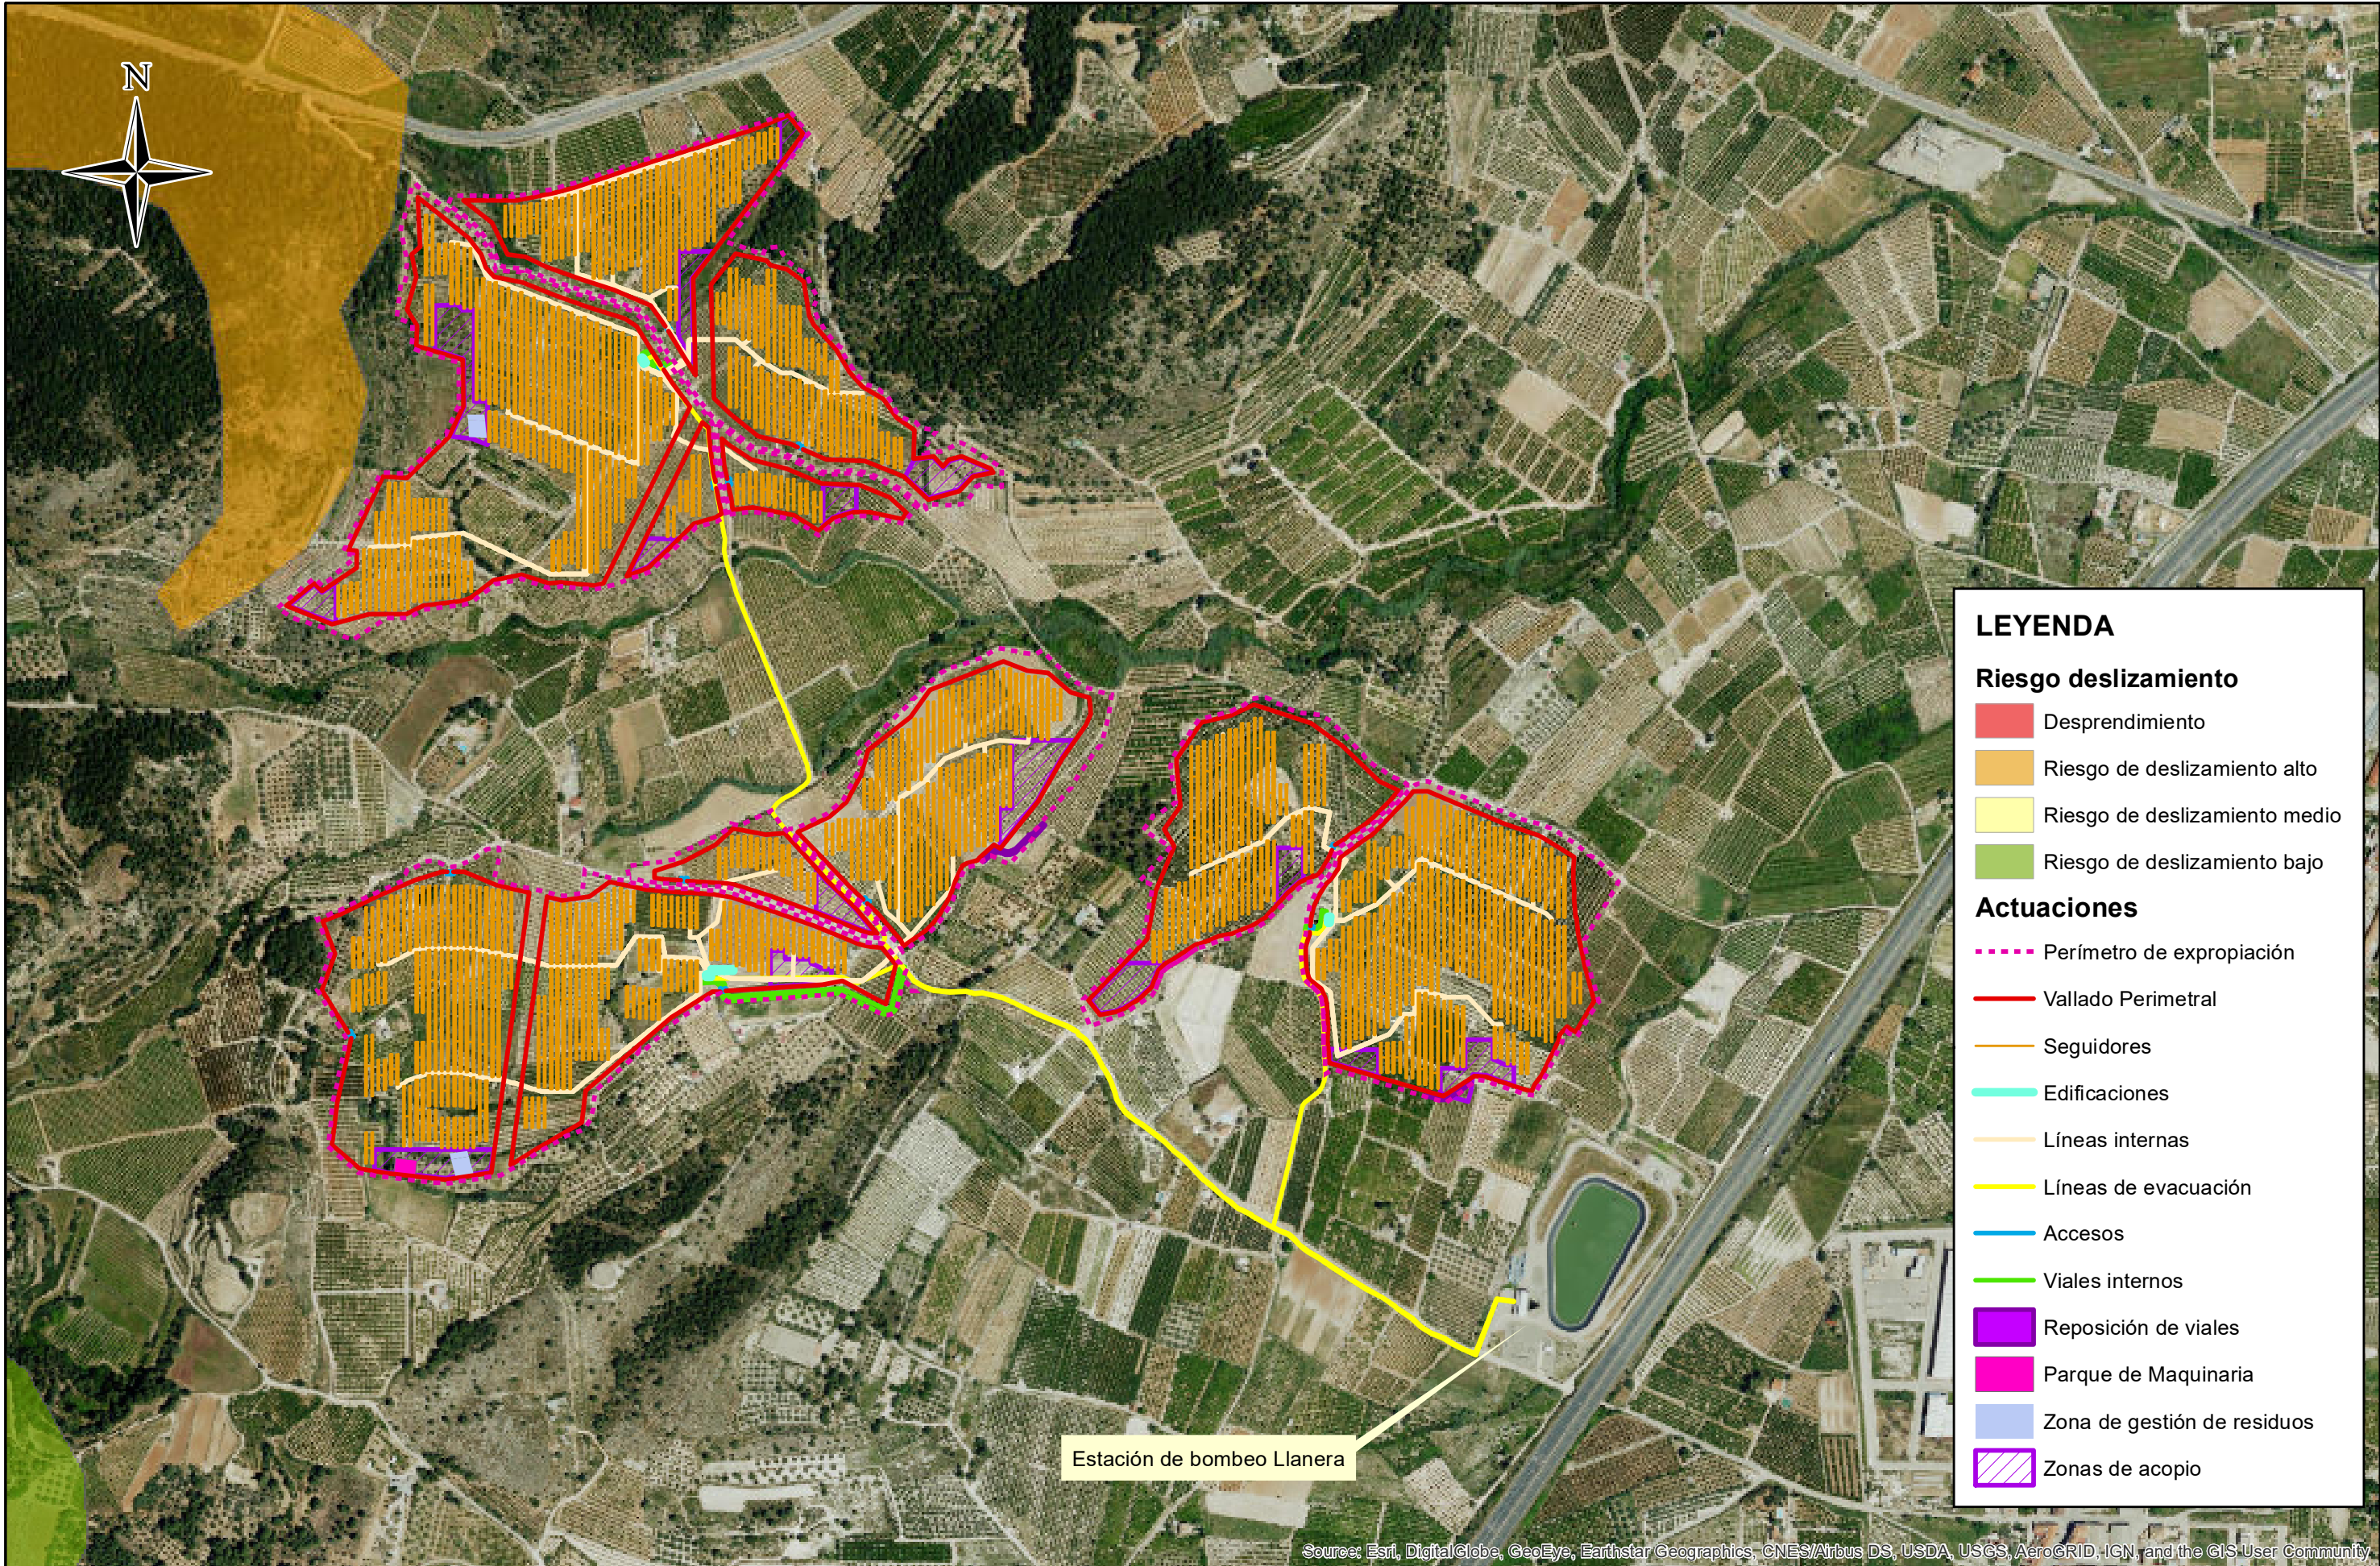 N
LEYENDA
Riesgo deslizamiento
Desprendimiento
Riesgo de deslizamiento alto
Riesgo de deslizamiento medio
Riesgo de deslizamiento bajo
Actuaciones
Perímetro de expropiación
Vallado Perimetral
Seguidores
Edificaciones
Líneas internas
Líneas de evacuación
Accesos
Viales internos
Reposición de viales
Parque de Maquinaria
Zona de gestión de residuos
Zonas de acopio
Estación de bombeo Llanera
Source: Esri, DigitalGlobe, GeoEye, Earthstar Geographics, CNES/Airbus DS, USDA, USGS, AeroGRID, IGN, and the GIS User Community